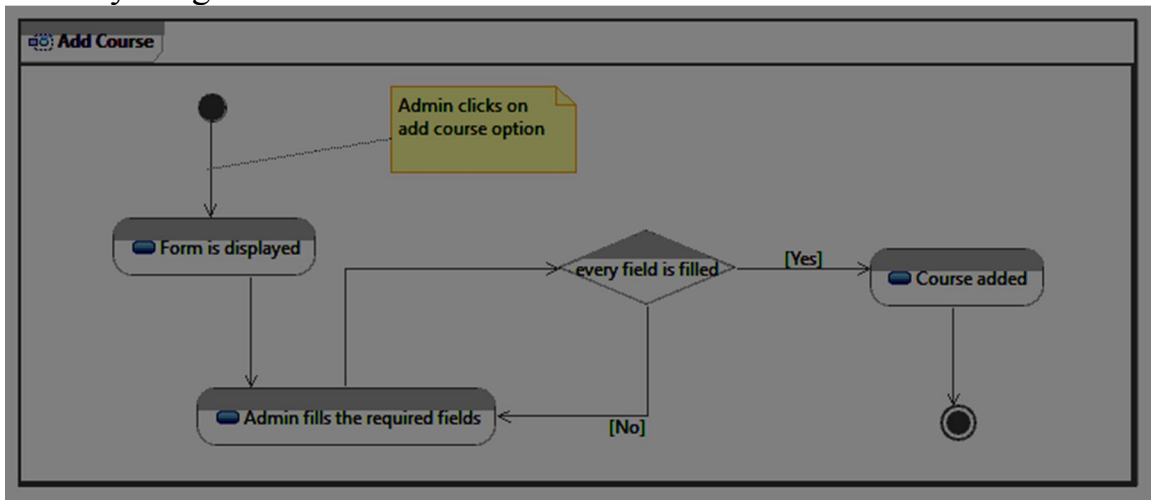 Add Course
Admin clicks on
add course option
Form is displayed
every field is filled
[Yes]
Course added
Admin fills the required fields
[No]